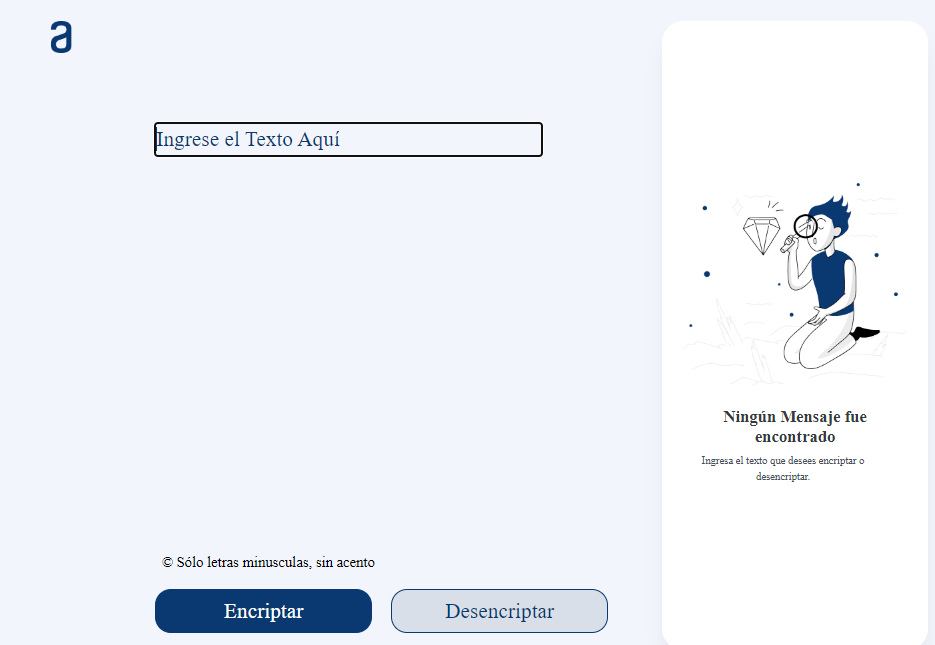 a
Ingrese el Texto Aquí
Ningún Mensaje fue
encontrado
Ingresa el texto que desees encriptar o
desencriptar.
© Sólo letras minusculas, sin acento
Encriptar
Desencriptar